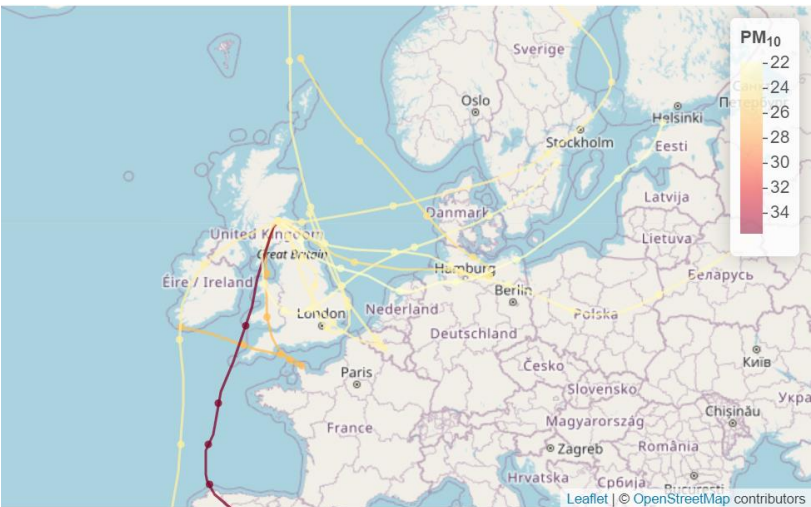 PM10
22
24
26
28
30
32
34
Sverige
Oslo
Helsinki
Stockholm
Eesti
Latvija
Danmark
Lietuva
United Kingdom
Great Britain
Éire / Ireland
Hamburg
Беларусь
Berlin
London
Nederland
Polska
Deutschland
Paris
Česko
Київ
Slovensko
Chișinău
France
Magyarország
Zagreb
România
Hrvatska
Србија
București
Leaflet | © OpenStreetMap contributors